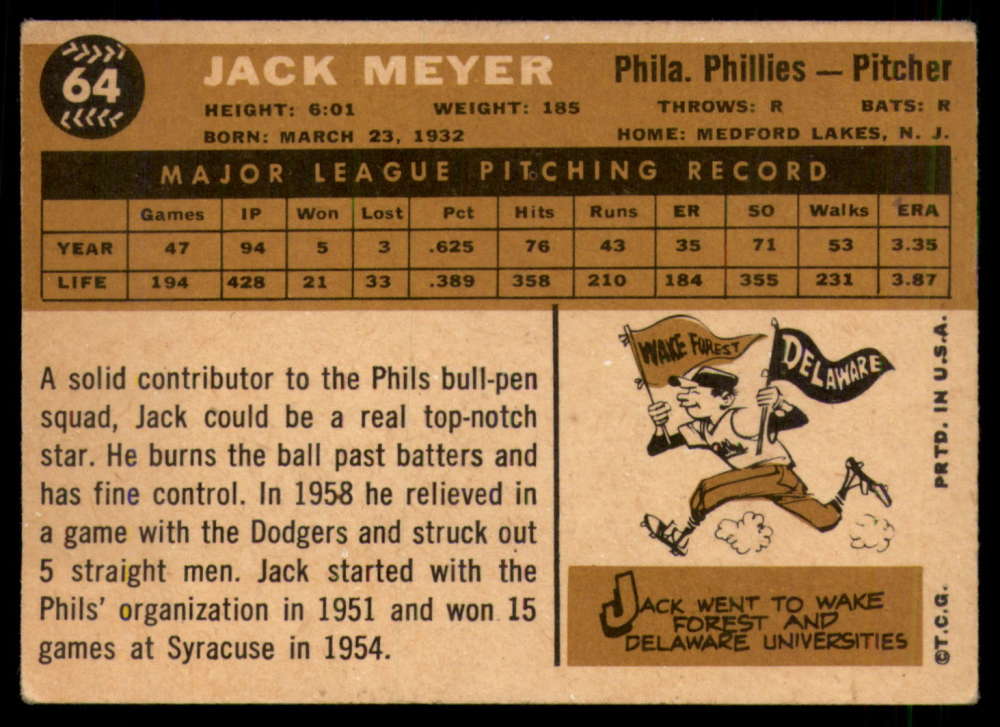 64
JACK MEYER
Phila. Phillies — Pitcher
HEIGHT: 6:01 WEIGHT: 185 THROWS: R BATS: R
BORN: MARCH 23, 1932 HOME: MEDFORD LAKES, N. J.
MAJOR LEAGUE PITCHING RECORD
Games IP Won Lost Pct Hits Runs ER SO Walks ERA
YEAR 47 94 5 3 .625 76 43 35 71 53 3.35
LIFE 194 428 21 33 .389 358 210 184 355 231 3.87
A solid contributor to the Phils bull-pen
squad, Jack could be a real top-notch
star. He burns the ball past batters and
has fine control. In 1958 he relieved in
a game with the Dodgers and struck out
5 straight men. Jack started with the
Phils' organization in 1951 and won 15
games at Syracuse in 1954.
WAKE FOREST
DELAWARE
JACK WENT TO WAKE
FOREST AND
DELAWARE UNIVERSITIES
©T.C.G. PRTD. IN U.S.A.